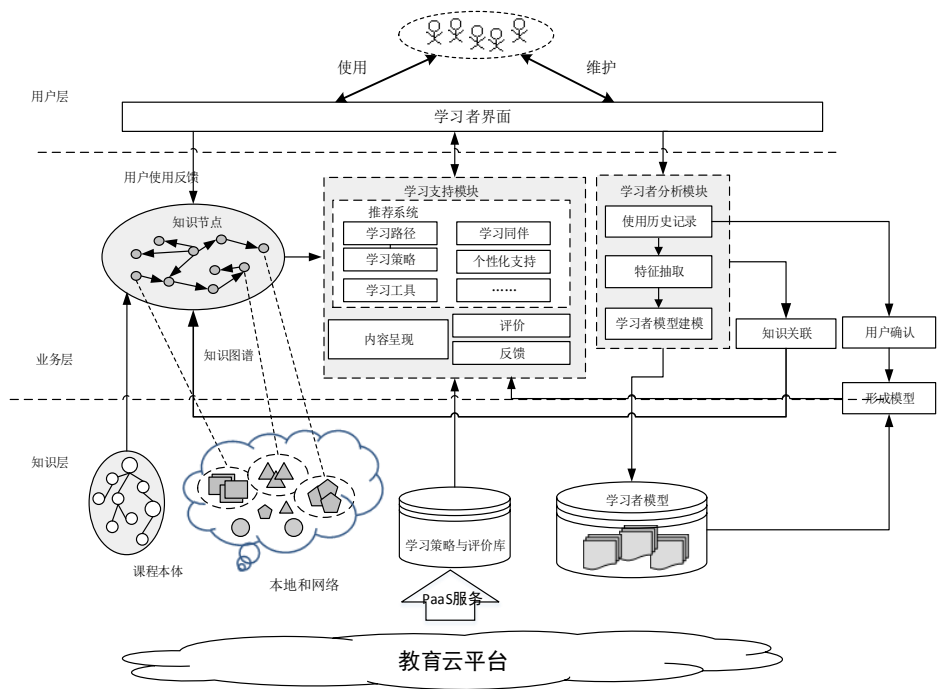 使用
维护
用户层
学习者界面
用户使用反馈
学习支持模块
学习者分析模块
知识节点
推荐系统
使用历史记录
学习路径
学习同伴
学习策略
个性化支持
特征抽取
学习工具
……
内容呈现
评价
学习者模型建模
知识关联
用户确认
反馈
知识图谱
业务层
形成模型
知识层
学习者模型
学习策略与评价库
课程本体
本地和网络
PaaS服务
教育云平台